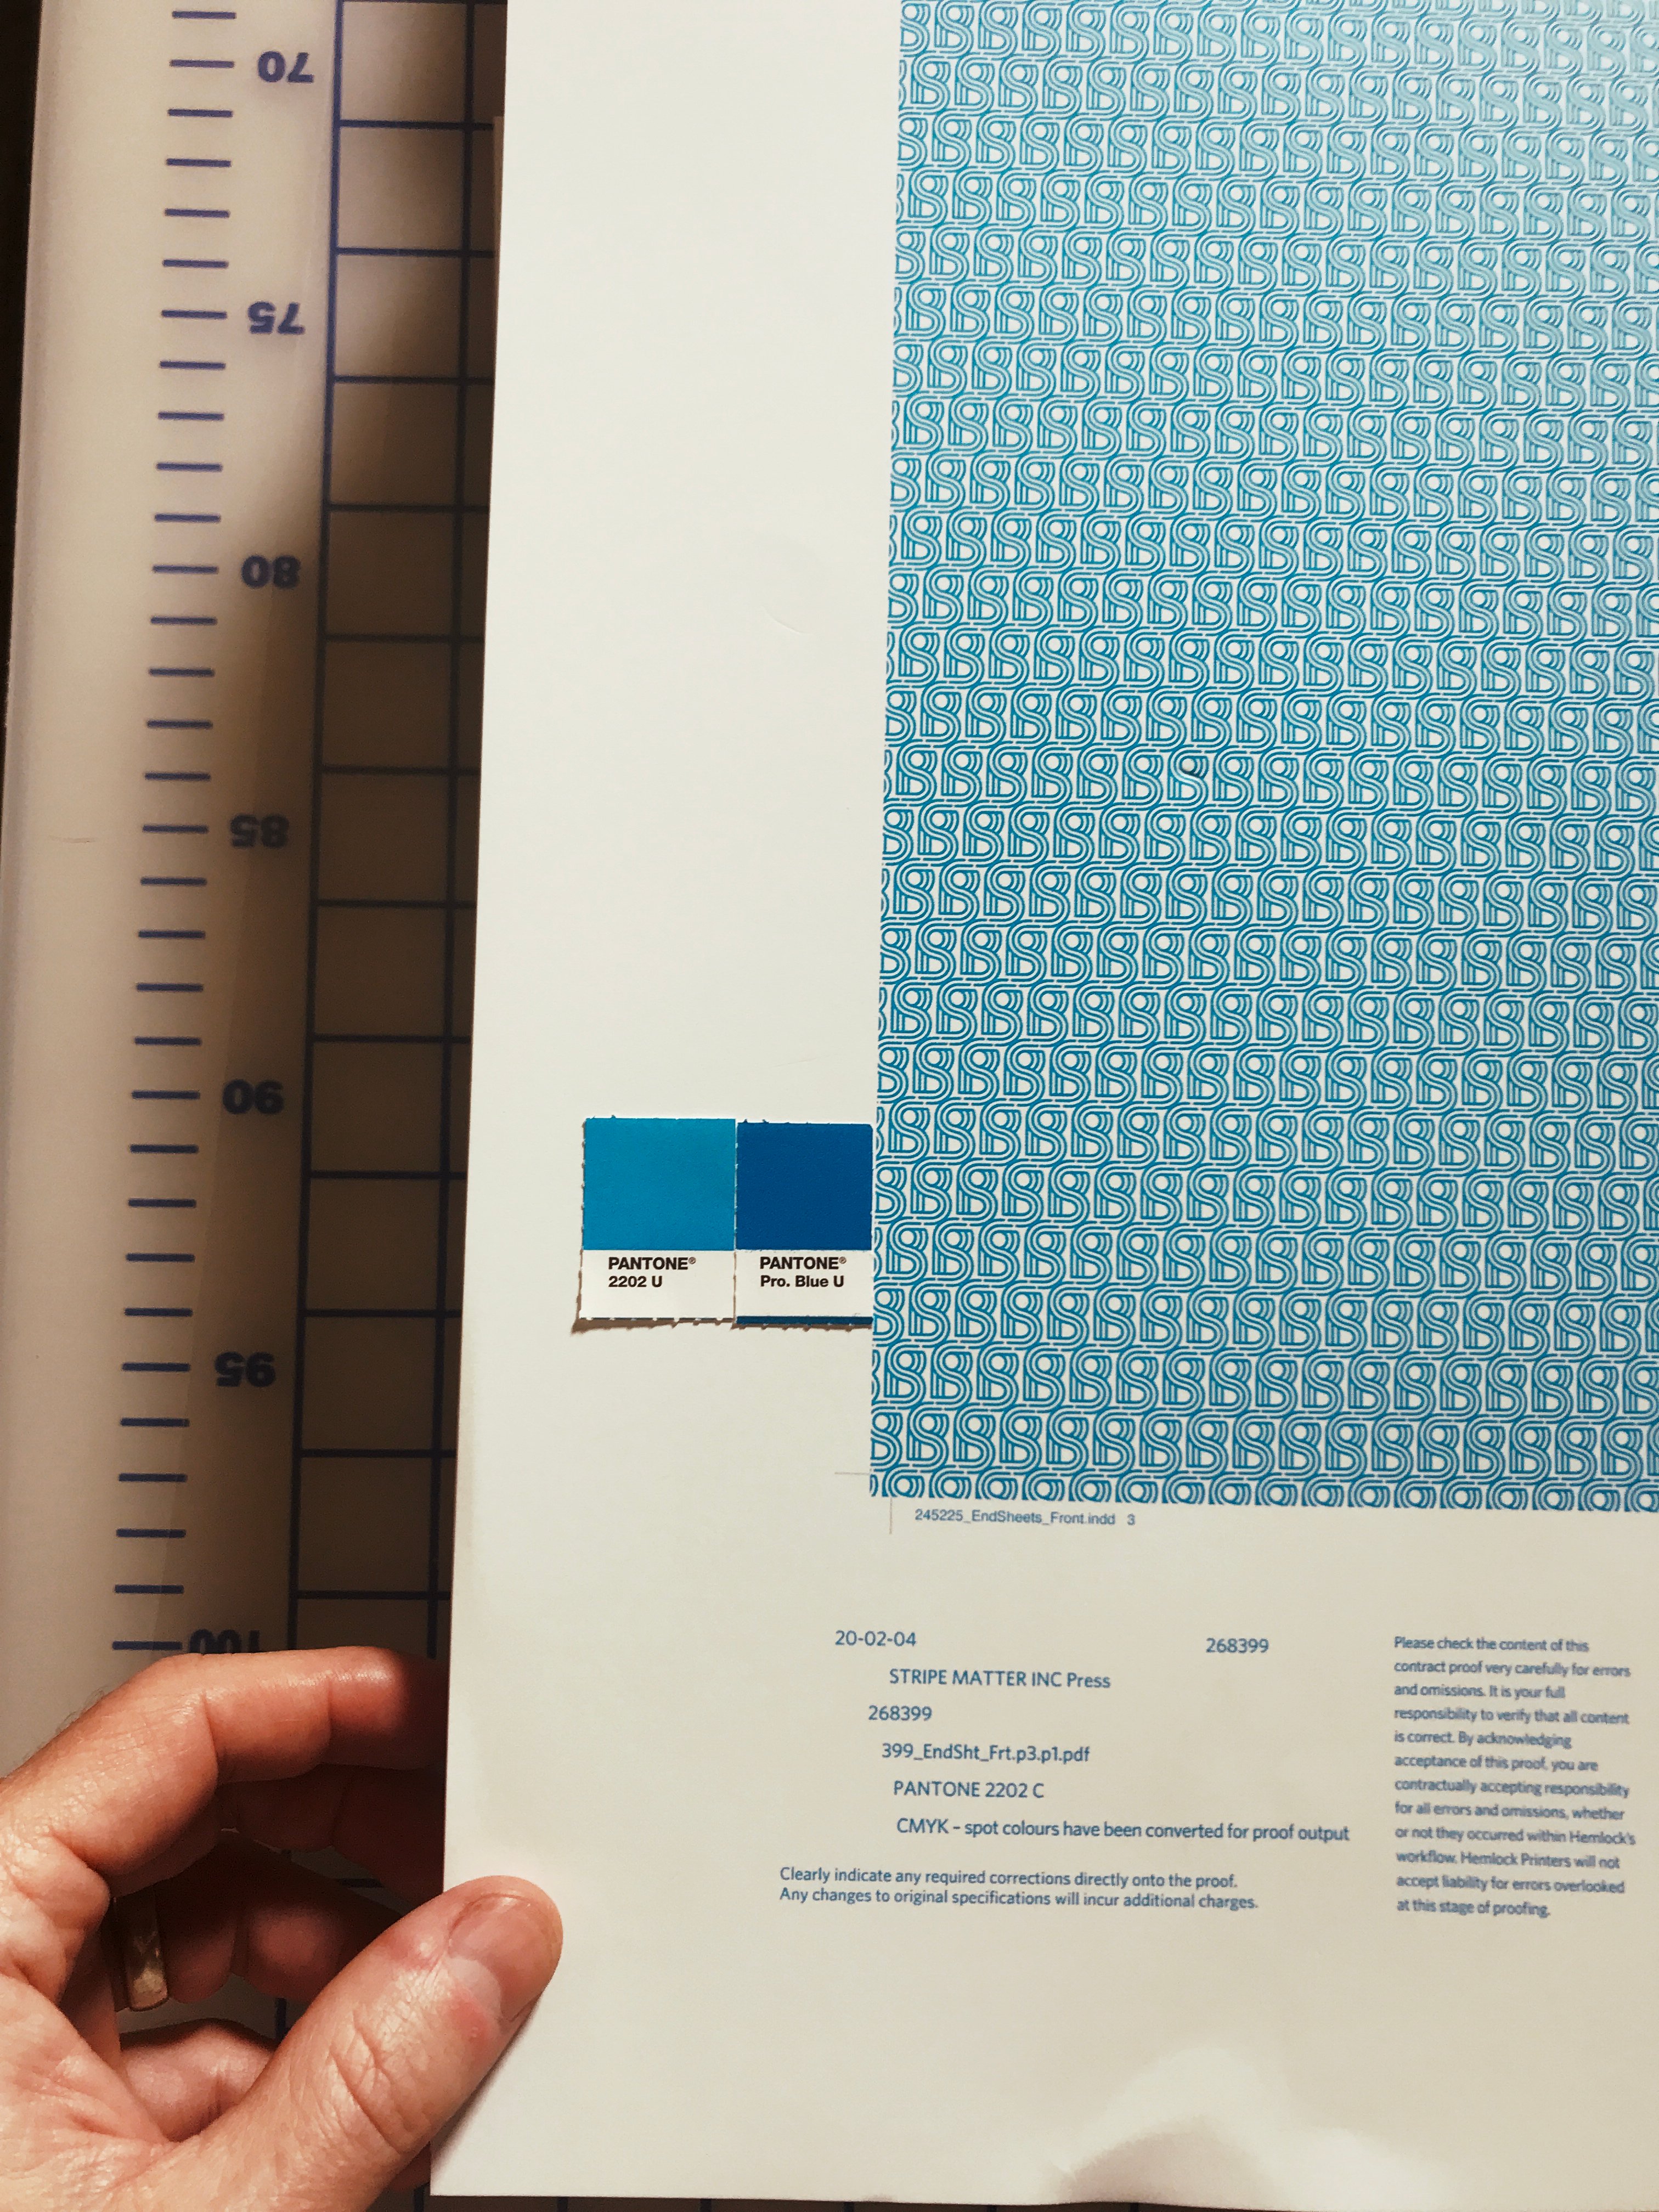 70
75
80
85
90
95
100
PANTONE®
2202 U
PANTONE®
Pro. Blue U
245225_EndSheets_Front.indd 3
20-02-04
268399
STRIPE MATTER INC Press
268399
399_EndSht_Frt.p3.p1.pdf
PANTONE 2202 C
CMYK – spot colours have been converted for proof output
Clearly indicate any required corrections directly onto the proof.
Any changes to original specifications will incur additional charges.
Please check the content of this
contract proof very carefully for errors
and omissions. It is your full
responsibility to verify that all content
is correct. By acknowledging
acceptance of this proof, you are
contractually accepting responsibility
for all errors and omissions, whether
or not they occurred within Hemlock's
workflow. Hemlock Printers will not
accept liability for errors overlooked
at this stage of proofing.